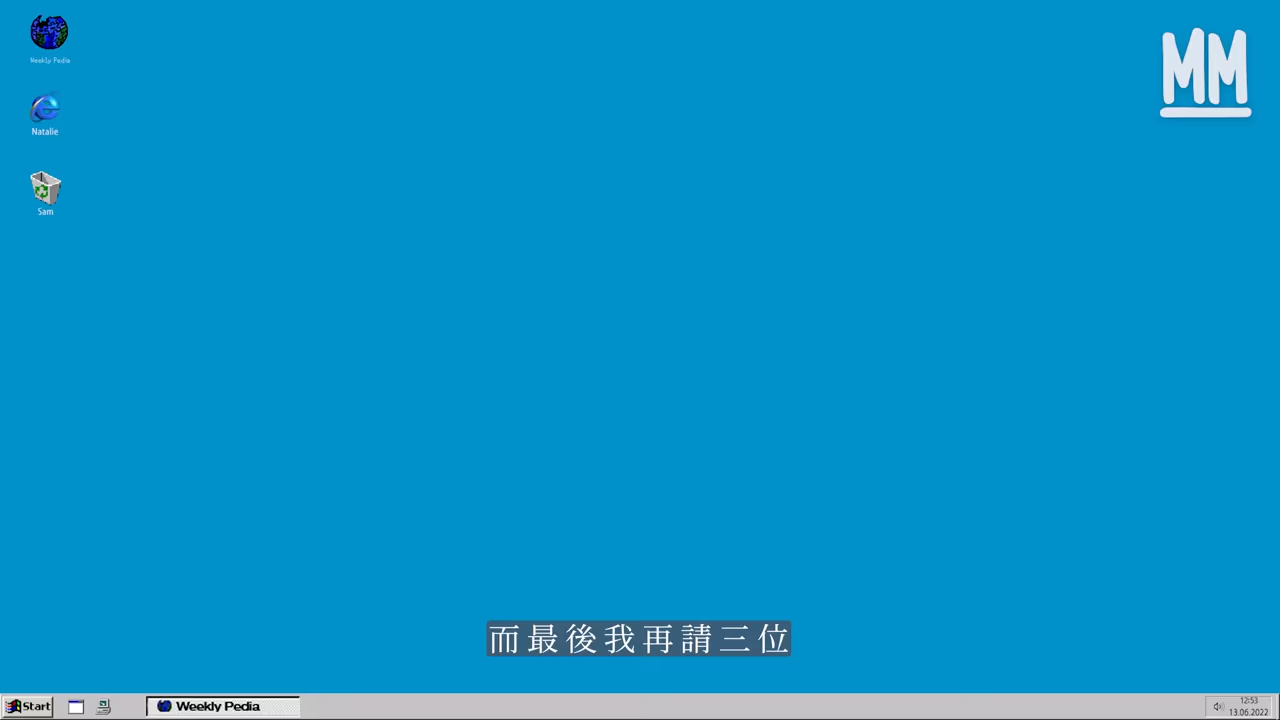 Weekly Pedia
MM
Natalie
Sam
而最後我再請三位
Start
Weekly Pedia
12:53
13.06.2022